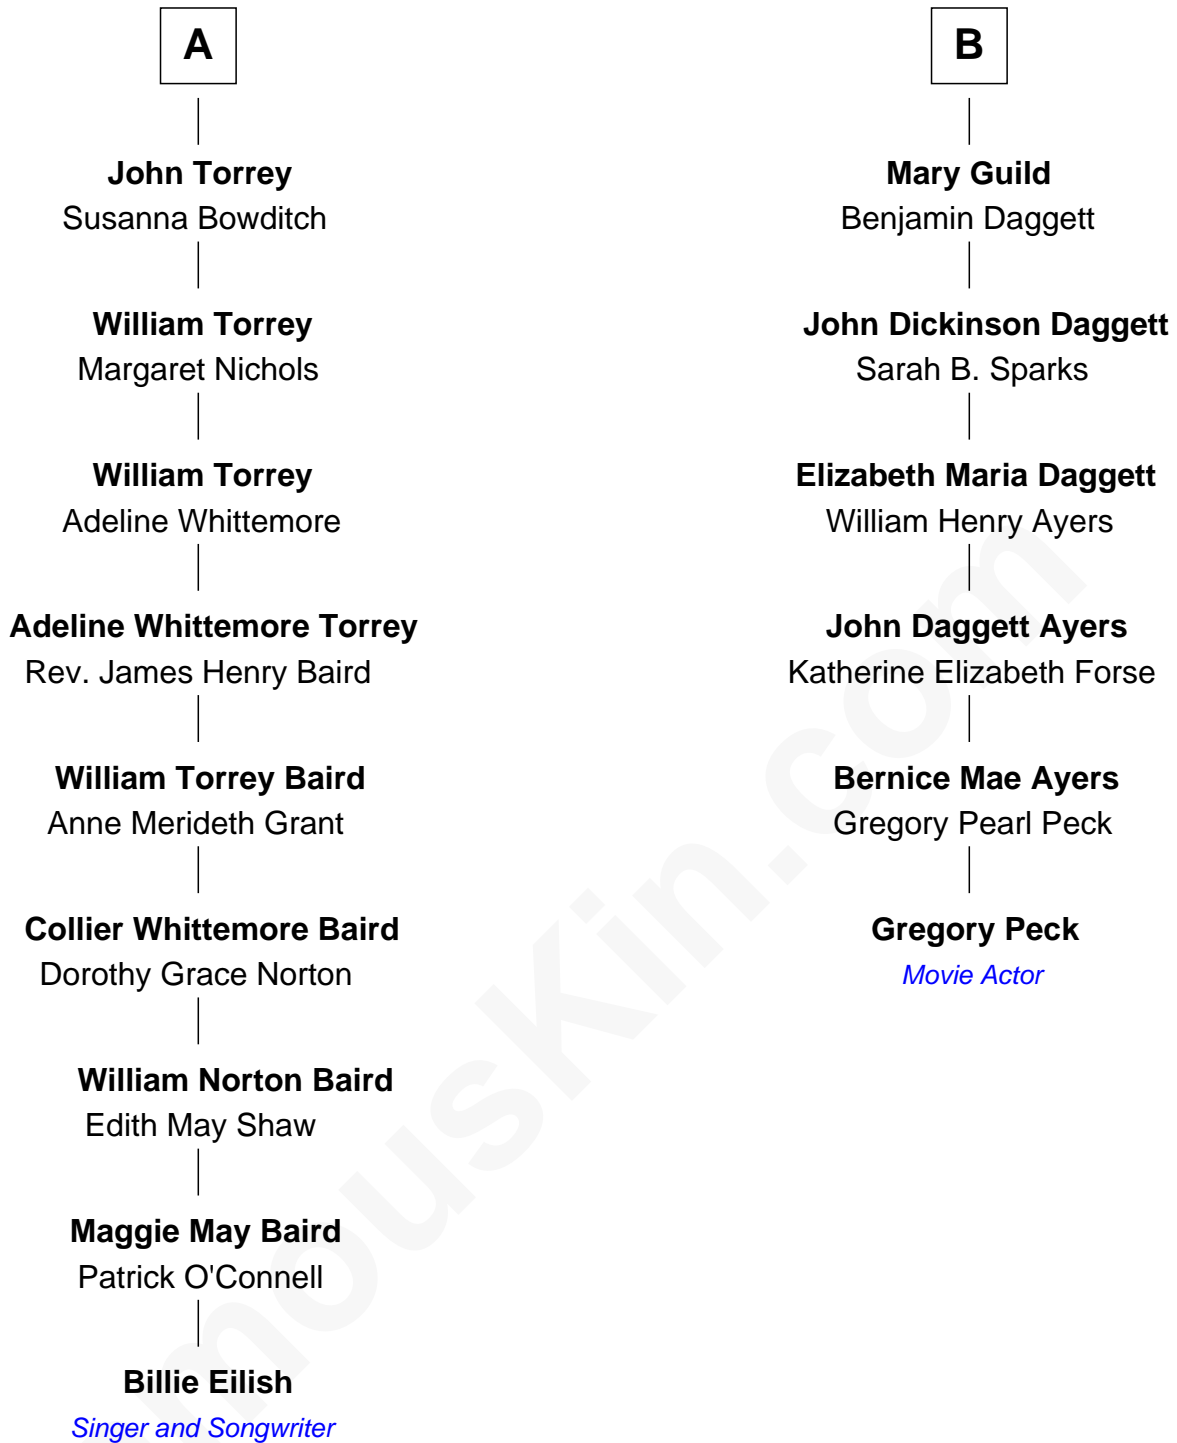 A
John Torrey
Susanna Bowditch
William Torrey
Margaret Nichols
William Torrey
Adeline Whittemore
Adeline Whittemore Torrey
Rev. James Henry Baird
William Torrey Baird
Anne Merideth Grant
Collier Whittemore Baird
Dorothy Grace Norton
William Norton Baird
Edith May Shaw
Maggie May Baird
Patrick O'Connell
Billie Eilish
Singer and Songwriter
B
Mary Guild
Benjamin Daggett
John Dickinson Daggett
Sarah B. Sparks
Elizabeth Maria Daggett
William Henry Ayers
John Daggett Ayers
Katherine Elizabeth Forse
Bernice Mae Ayers
Gregory Pearl Peck
Gregory Peck
Movie Actor
mouskin.com